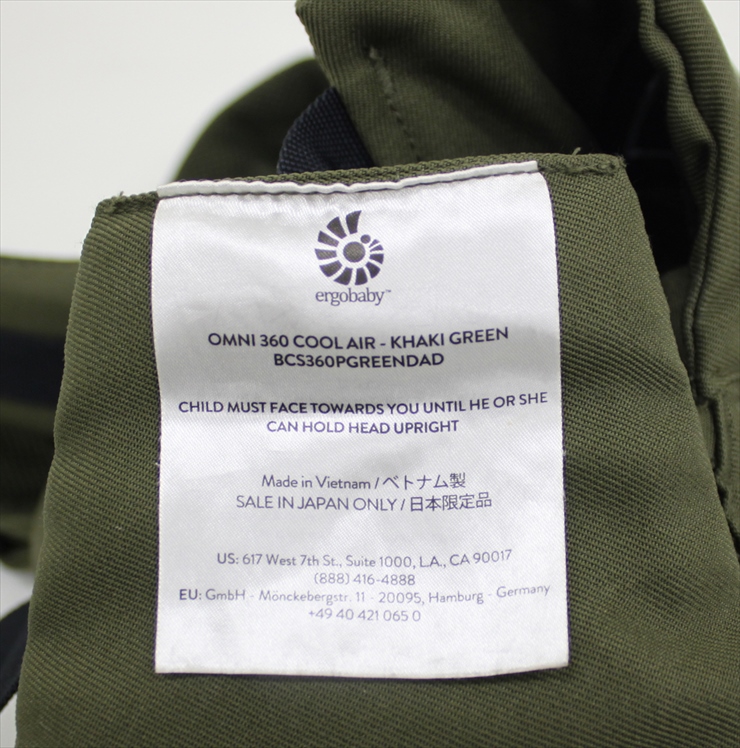 ergobaby™
OMNI 360 COOL AIR - KHAKI GREEN
BCS360PGREENDAD
CHILD MUST FACE TOWARDS YOU UNTIL HE OR SHE
CAN HOLD HEAD UPRIGHT
Made in Vietnam / ベトナム製
SALE IN JAPAN ONLY / 日本限定品
US: 617 West 7th St., Suite 1000, L.A., CA 90017
(888) 416-4888
EU: GmbH - Mönckebergstr. 11 - 20095, Hamburg - Germany
+49 40 421 065 0